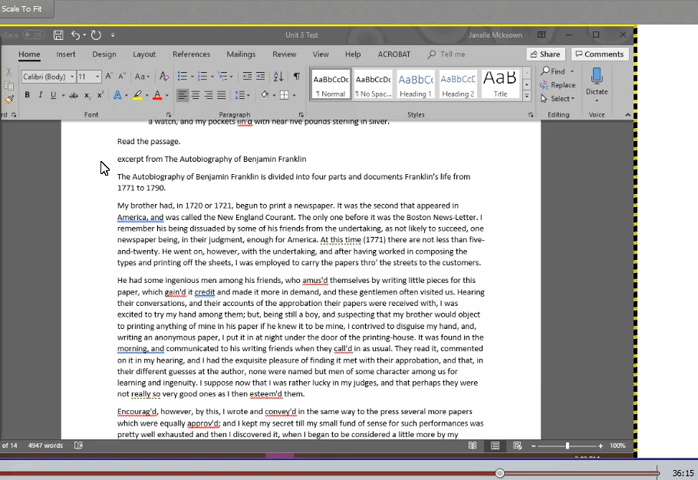 Scale To Fit
Unit 3 Test
Janelle Mckeown
Home Insert Draw Design Layout References Mailings Review View Help ACROBAT Tell me Share Comments
Calibri (Body) 11 Aa
AaBbCcDc AaBbCcDc AaBbCc AaBbCcD AaB
¶ Normal ¶ No Spac... Heading 1 Heading 2 Title
Find
Replace
Select
Dictate
Font Paragraph Styles Editing Voice
a watch, and my pockets lin'd with near five pounds sterling in silver.
Read the passage.
excerpt from The Autobiography of Benjamin Franklin
The Autobiography of Benjamin Franklin is divided into four parts and documents Franklin's life from
1771 to 1790.
My brother had, in 1720 or 1721, begun to print a newspaper. It was the second that appeared in
America, and was called the New England Courant. The only one before it was the Boston News-Letter. I
remember his being dissuaded by some of his friends from the undertaking, as not likely to succeed, one
newspaper being, in their judgment, enough for America. At this time (1771) there are not less than five-
and-twenty. He went on, however, with the undertaking, and after having worked in composing the
types and printing off the sheets, I was employed to carry the papers thro' the streets to the customers.
He had some ingenious men among his friends, who amus'd themselves by writing little pieces for this
paper, which gain'd it credit and made it more in demand, and these gentlemen often visited us. Hearing
their conversations, and their accounts of the approbation their papers were received with, I was
excited to try my hand among them; but, being still a boy, and suspecting that my brother would object
to printing anything of mine in his paper if he knew it to be mine, I contrived to disguise my hand, and,
writing an anonymous paper, I put it in at night under the door of the printing-house. It was found in the
morning, and communicated to his writing friends when they call'd in as usual. They read it, commented
on it in my hearing, and I had the exquisite pleasure of finding it met with their approbation, and that, in
their different guesses at the author, none were named but men of some character among us for
learning and ingenuity. I suppose now that I was rather lucky in my judges, and that perhaps they were
not really so very good ones as I then esteem'd them.
Encourag'd, however, by this, I wrote and convey'd in the same way to the press several more papers
which were equally approv'd; and I kept my secret till my small fund of sense for such performances was
pretty well exhausted and then I discovered it, when I began to be considered a little more by my
of 14 4947 words 100%
36:15